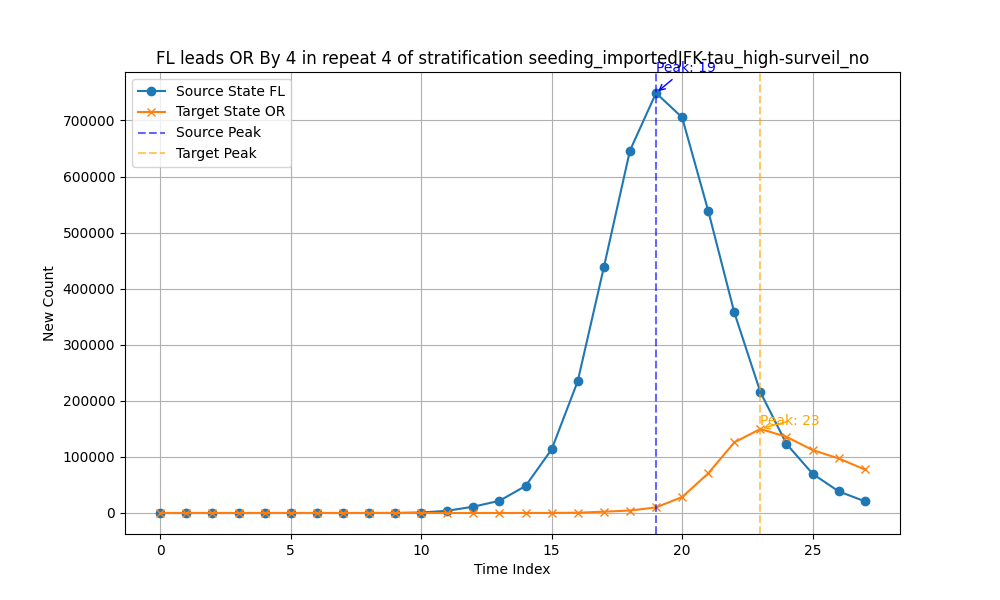 FL leads OR By 4 in repeat 4 of stratification seeding_importedJFK-tau_high-surveil_no
Peak: 19
Source State FL
Target State OR
Source Peak
Target Peak
700000
600000
500000
400000
300000
200000
100000
0
New Count
Peak: 23
0
5
10
15
20
25
Time Index